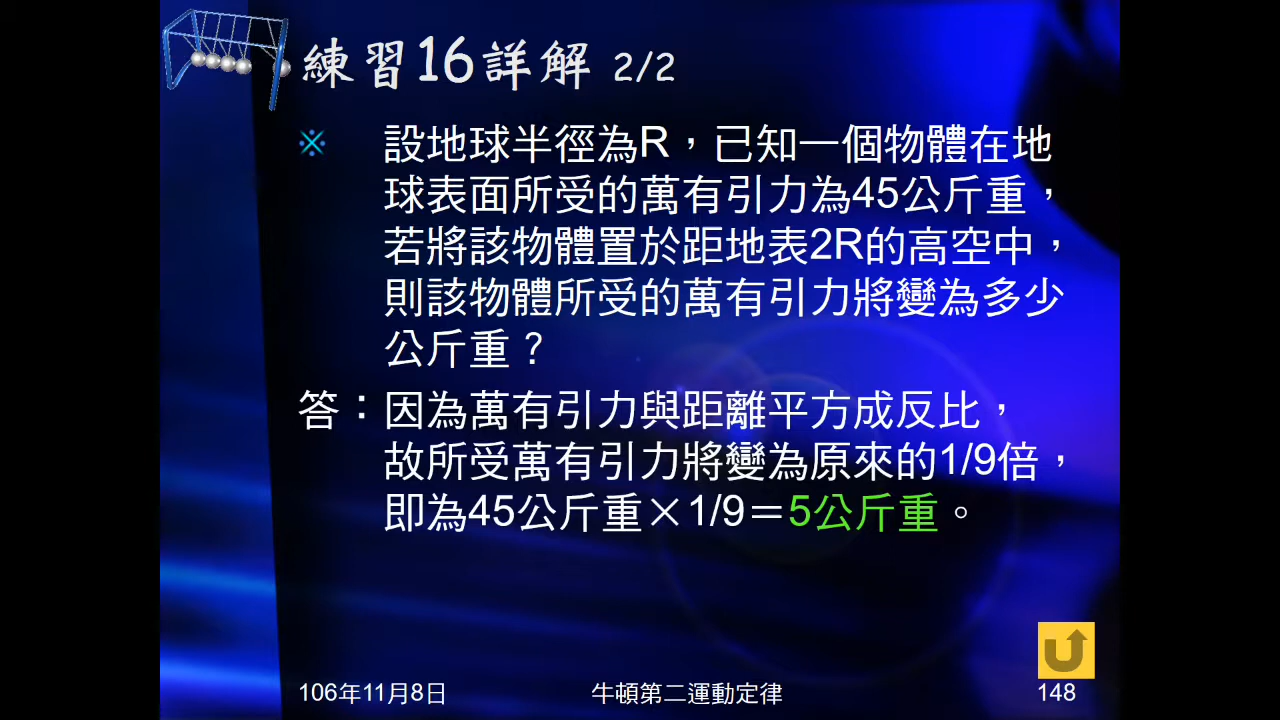 練習16詳解 2/2
※ 設地球半徑為R，已知一個物體在地
球表面所受的萬有引力為45公斤重，
若將該物體置於距地表2R的高空中，
則該物體所受的萬有引力將變為多少
公斤重？
答：因為萬有引力與距離平方成反比，
故所受萬有引力將變為原來的1/9倍，
即為45公斤重×1/9＝5公斤重。
106年11月8日
牛頓第二運動定律
148